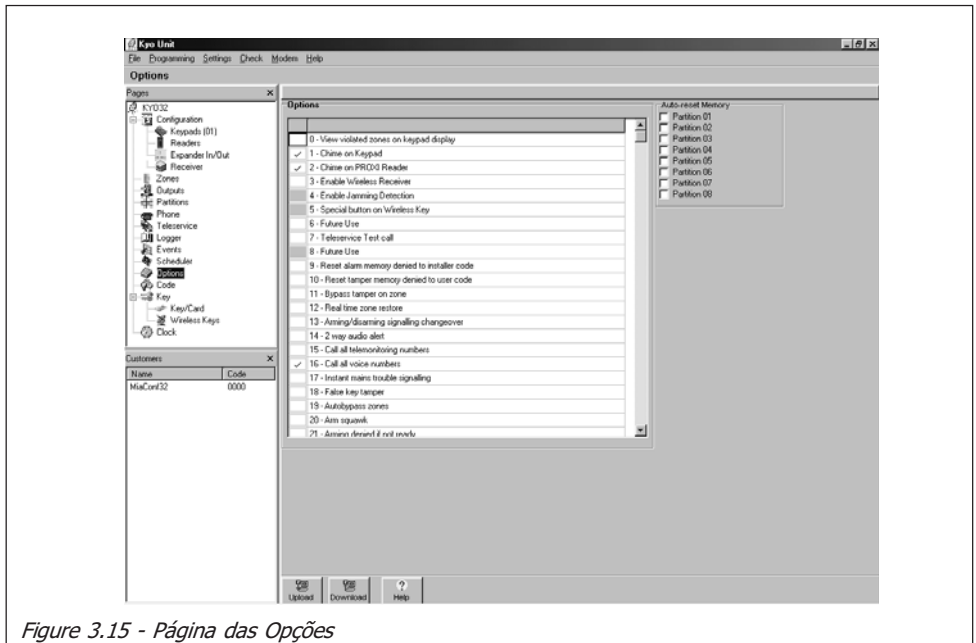 Kyo Unit
File Programming Settings Check Modem Help
Options
Pages
KYO32
Configuration
Keypads (01)
Readers
Expander In/Out
Receiver
Zones
Outputs
Partitions
Phone
Teleservice
Logger
Events
Scheduler
Options
Code
Key
Key/Card
Wireless Keys
Clock
Customers
Name Code
MiaConf32 0000
Options
0 - View violated zones on keypad display
1 - Chime on Keypad
2 - Chime on PROXI Reader
3 - Enable Wireless Receiver
4 - Enable Jamming Detection
5 - Special button on Wireless Key
6 - Future Use
7 - Teleservice Test call
8 - Future Use
9 - Reset alarm memory denied to installer code
10 - Reset tamper memory denied to user code
11 - Bypass tamper on zone
12 - Real time zone restore
13 - Arming/disarming signalling changeover
14 - 2 way audio alert
15 - Call all telemonitoring numbers
16 - Call all voice numbers
17 - Instant mains trouble signalling
18 - False key tamper
19 - Autobypass zones
20 - Arm squawk
21 - Arming denied if not ready
Auto-reset Memory
Partition 01
Partition 02
Partition 03
Partition 04
Partition 05
Partition 06
Partition 07
Partition 08
Upload Download Help
Figure 3.15 - Página das Opções